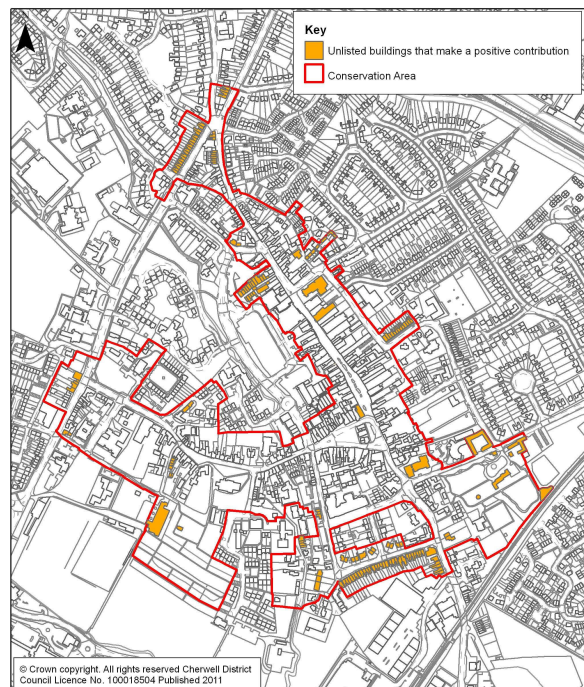 Key
Unlisted buildings that make a positive contribution
Conservation Area
© Crown copyright. All rights reserved Cherwell District
Council Licence No. 100018504 Published 2011